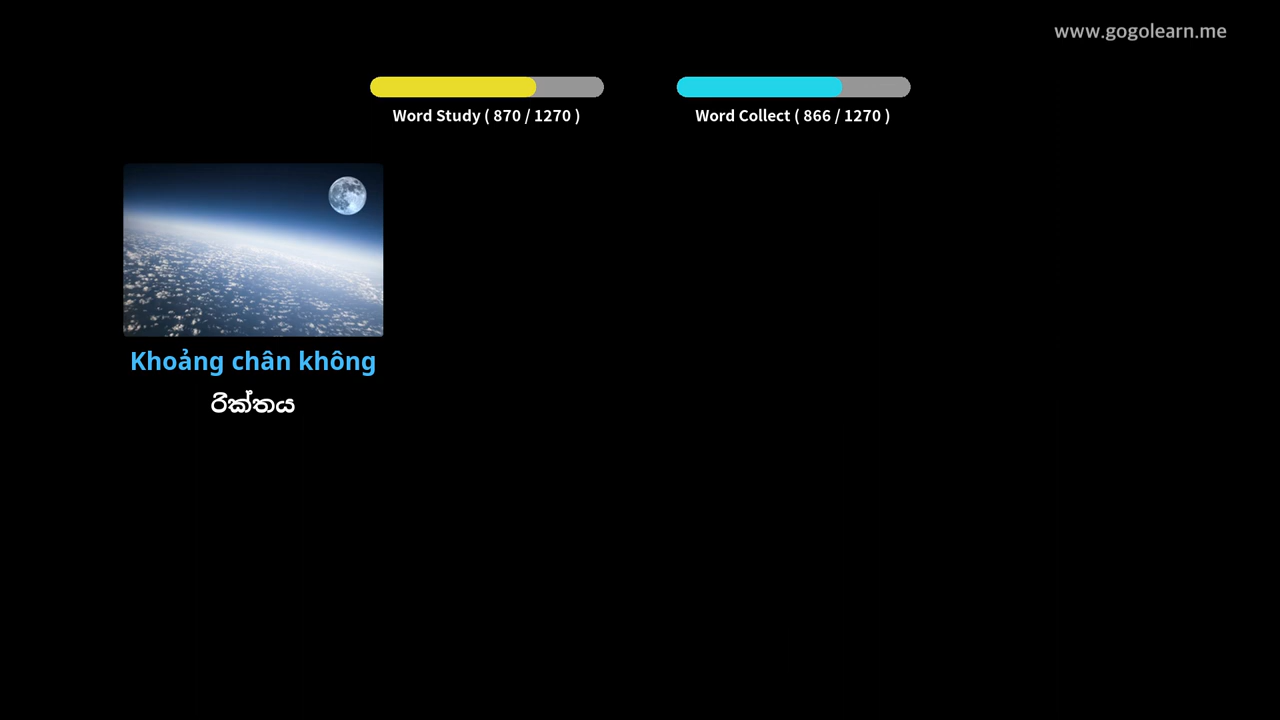 www.gogolearn.me
Word Study ( 870 / 1270 )
Word Collect ( 866 / 1270 )
Khoảng chân không
රික්තය